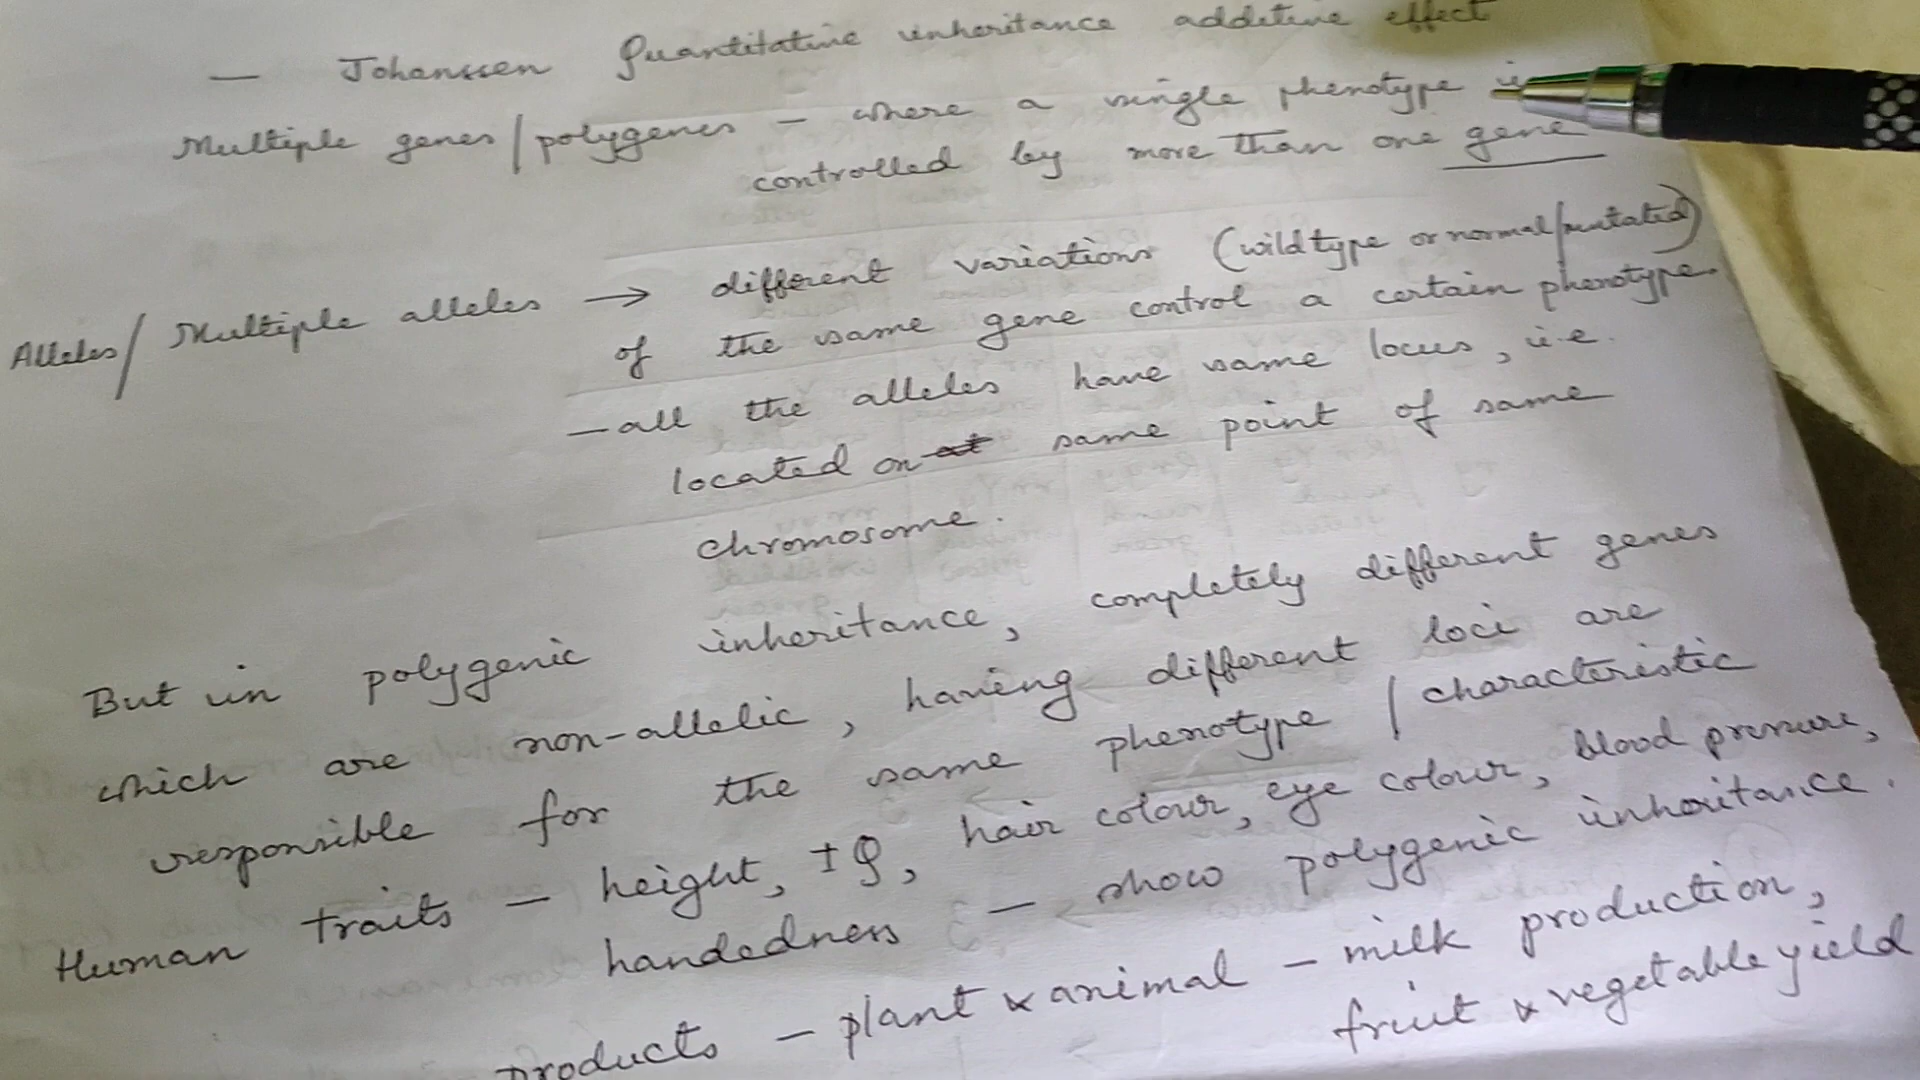 — Johanssen Quantitative inheritance additive effect
Multiple genes/polygenes – where a single phenotype is
controlled by more than one gene
Alleles/Multiple alleles → different variations (wild type or normal/mutated)
of the same gene control a certain phenotype.
– all the alleles have same locus, i.e.
located on at same point of same
chromosome.
But in polygenic inheritance, completely different genes
which are non-allelic, having different loci are
responsible for the same phenotype / characteristic
Human traits – height, IQ, hair colour, eye colour, blood pressure,
handedness – show polygenic inheritance.
products – plant & animal – milk production,
fruit & vegetable yield